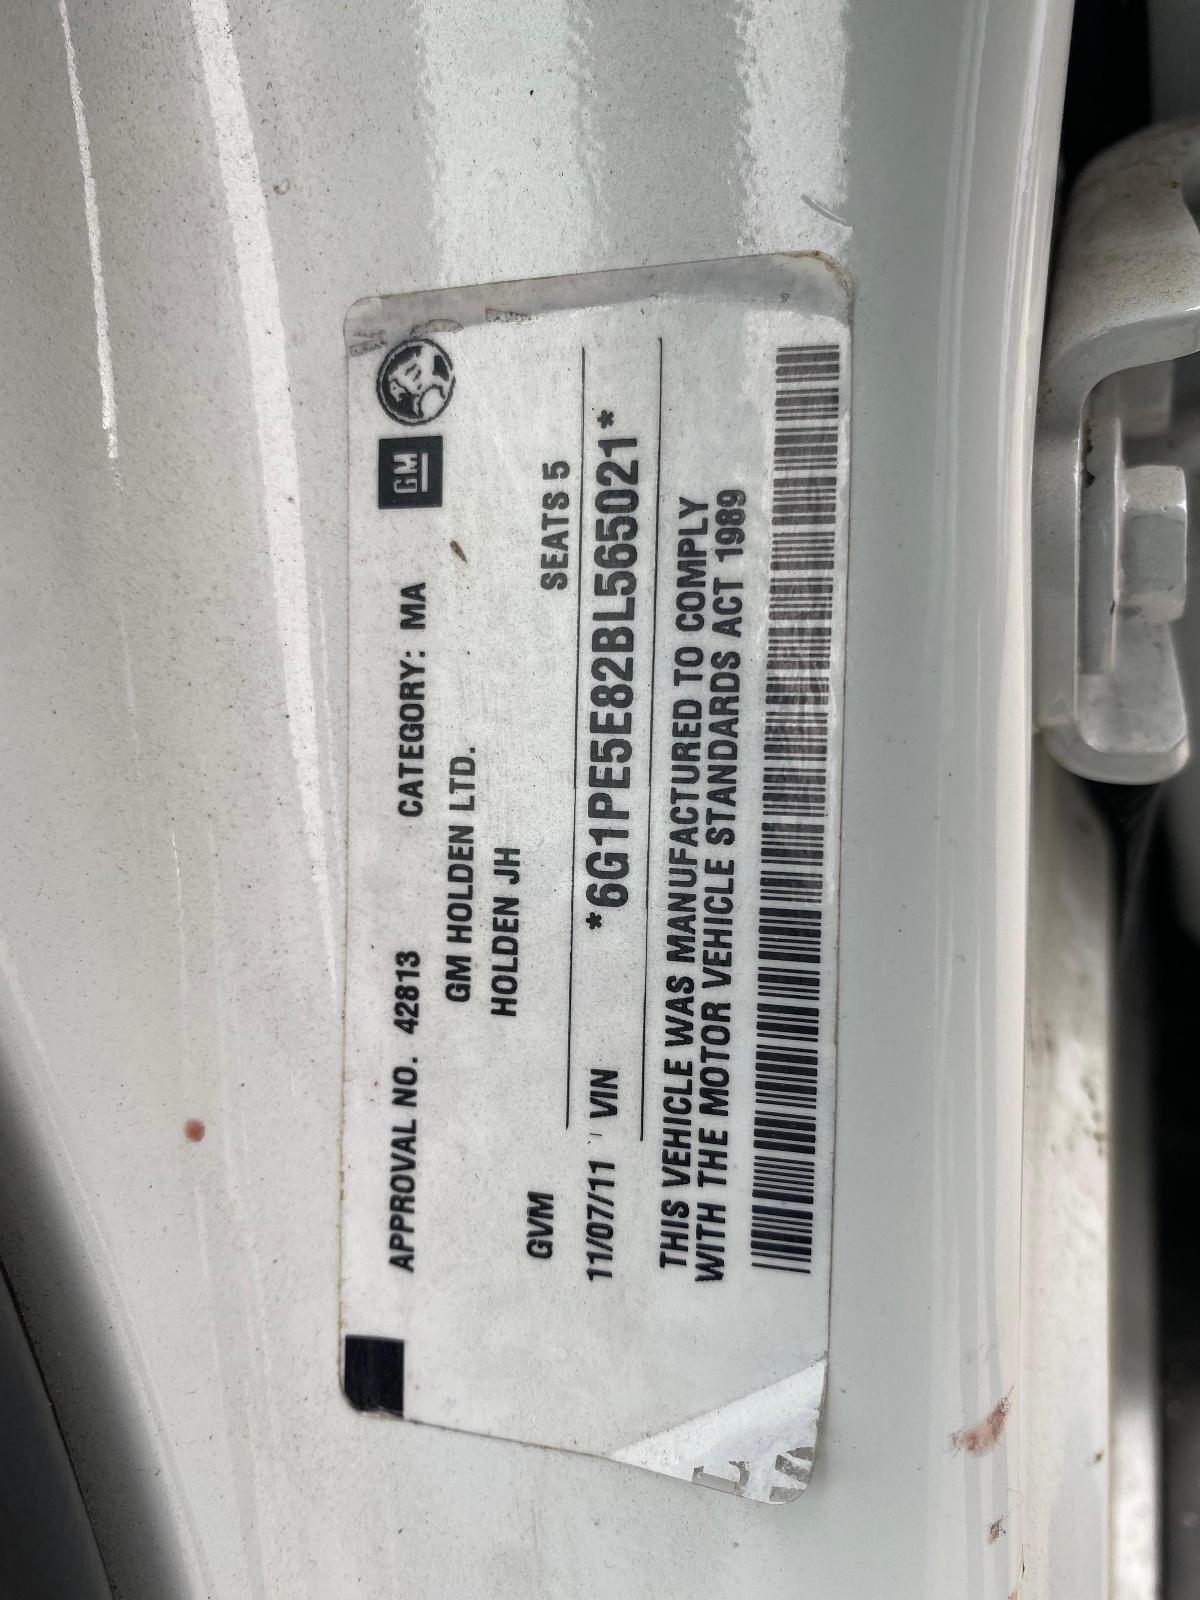 GM
APPROVAL NO. 42813 CATEGORY: MA
GM HOLDEN LTD.
HOLDEN JH
GVM SEATS 5
11/07/11 VIN *6G1PE5E82BL565021*
THIS VEHICLE WAS MANUFACTURED TO COMPLY
WITH THE MOTOR VEHICLE STANDARDS ACT 1989